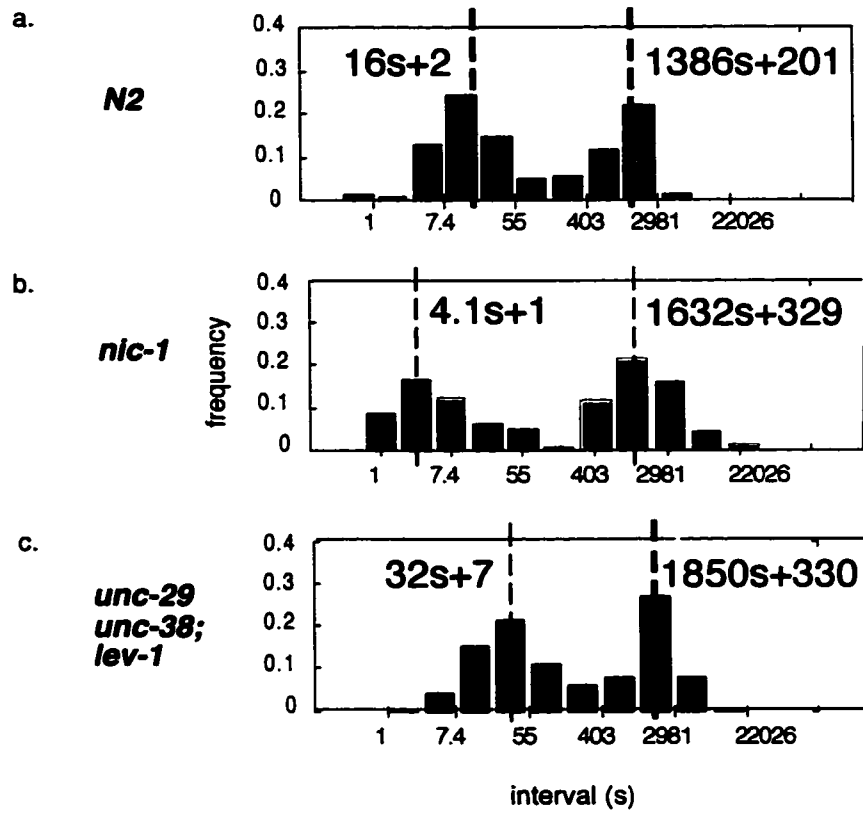 a.
N2
0.4
0.3
0.2
0.1
0
16s+2
1386s+201
1 7.4 55 403 2981 22026
b.
nic-1
frequency
0.4
0.3
0.2
0.1
0
4.1s+1
1632s+329
1 7.4 55 403 2981 22026
c.
unc-29
unc-38;
lev-1
0.4
0.3
0.2
0.1
0
32s+7
1850s+330
1 7.4 55 403 2981 22026
interval (s)